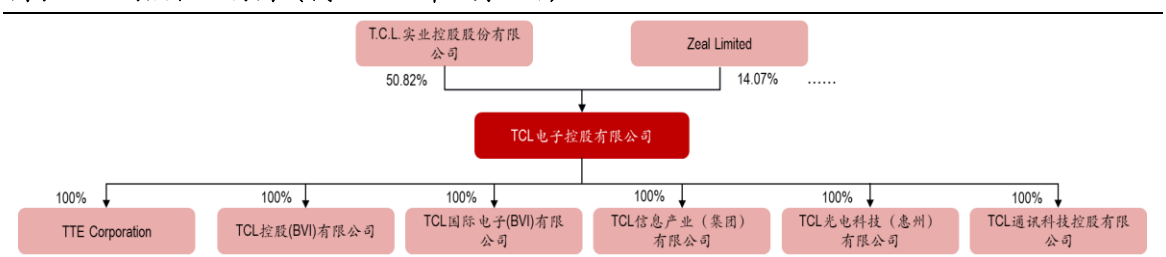 T.C.L.实业控股股份有限
公司
Zeal Limited
50.82%
14.07%
……
TCL电子控股有限公司
100%
100%
100%
100%
100%
100%
TTE Corporation
TCL控股(BVI)有限公司
TCL国际电子(BVI)有限
公司
TCL信息产业（集团）
有限公司
TCL光电科技（惠州）
有限公司
TCL通讯科技控股有限
公司